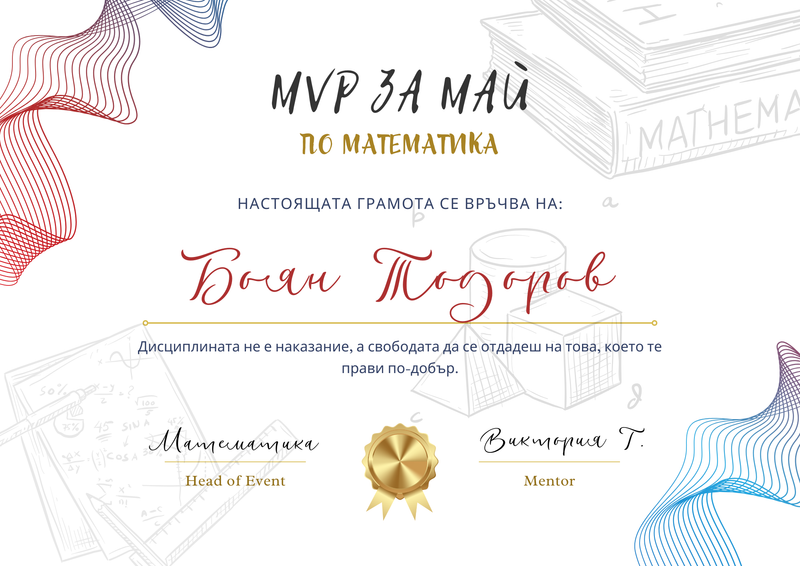 MATHEMA
MVP ЗА МАЙ
ПО МАТЕМАТИКА
НАСТОЯЩАТА ГРАМОТА СЕ ВРЪЧВА НА:
Боян Тодоров
Дисциплината не е наказание, а свободата да се отдадеш на това, което те
прави по-добър.
Математика
Виктория Т.
Head of Event
Mentor